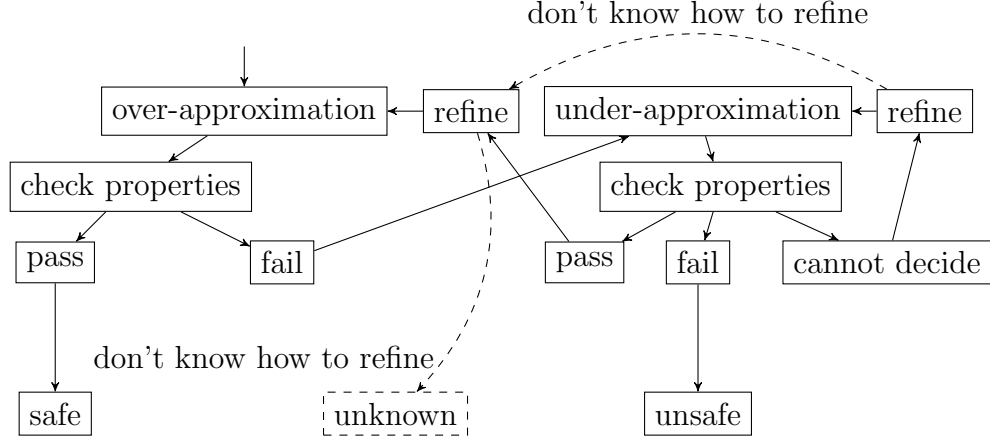 don't know how to refine
over-approximation
refine
under-approximation
refine
check properties
check properties
pass
fail
pass
fail
cannot decide
don't know how to refine
safe
unknown
unsafe